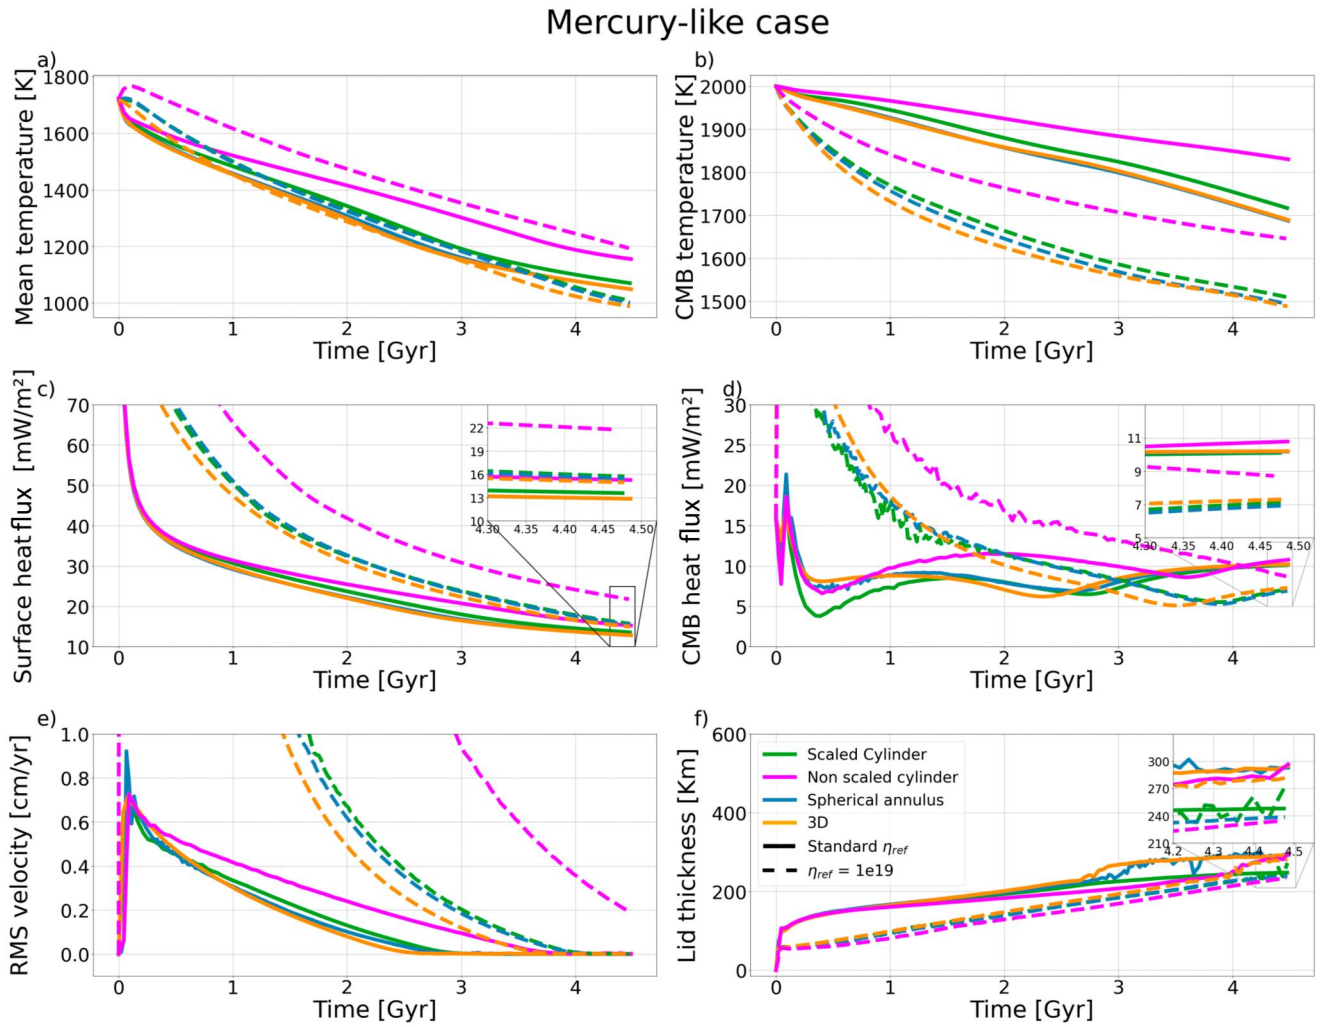 Mercury-like case
a)
Mean temperature [K]
1800
1600
1400
1200
1000
0 1 2 3 4
Time [Gyr]
b)
CMB temperature [K]
2000
1900
1800
1700
1600
1500
0 1 2 3 4
Time [Gyr]
c)
Surface heat flux [mW/m²]
70
60
50
40
30
20
10
0 1 2 3 4
Time [Gyr]
22
19
16
13
10
4.30 4.35 4.40 4.45 4.50
d)
CMB heat flux [mW/m²]
30
25
20
15
10
5
0
0 1 2 3 4
Time [Gyr]
11
9
7
5
4.30 4.35 4.40 4.45 4.50
e)
RMS velocity [cm/yr]
1.0
0.8
0.6
0.4
0.2
0.0
0 1 2 3 4
Time [Gyr]
f)
Lid thickness [Km]
600
400
200
0
0 1 2 3 4
Time [Gyr]
Scaled Cylinder
Non scaled cylinder
Spherical annulus
3D
Standard ηref
ηref = 1e19
300
270
240
210
4.2 4.3 4.4 4.5